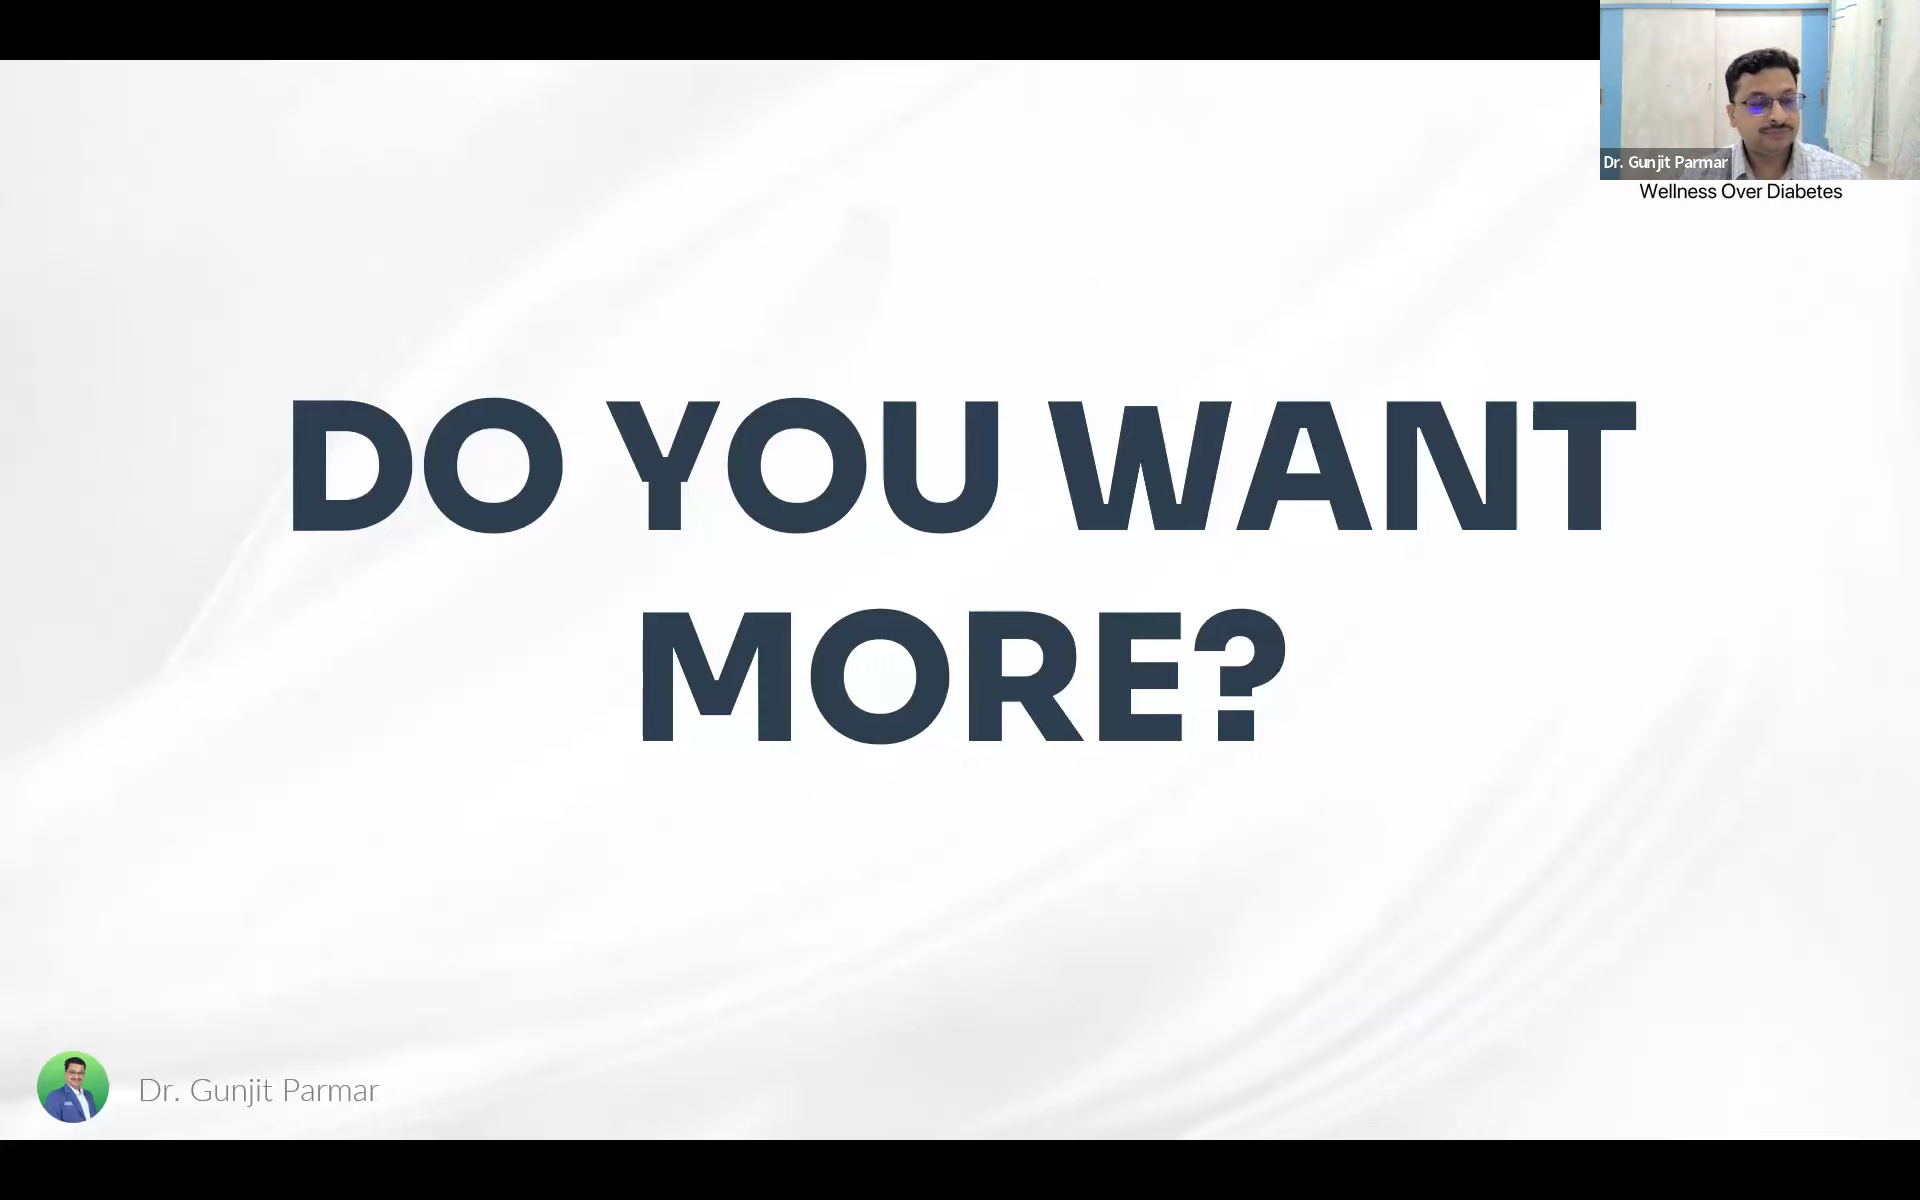 Dr. Gunjit Parmar
Wellness Over Diabetes
DO YOU WANT
MORE?
Dr. Gunjit Parmar